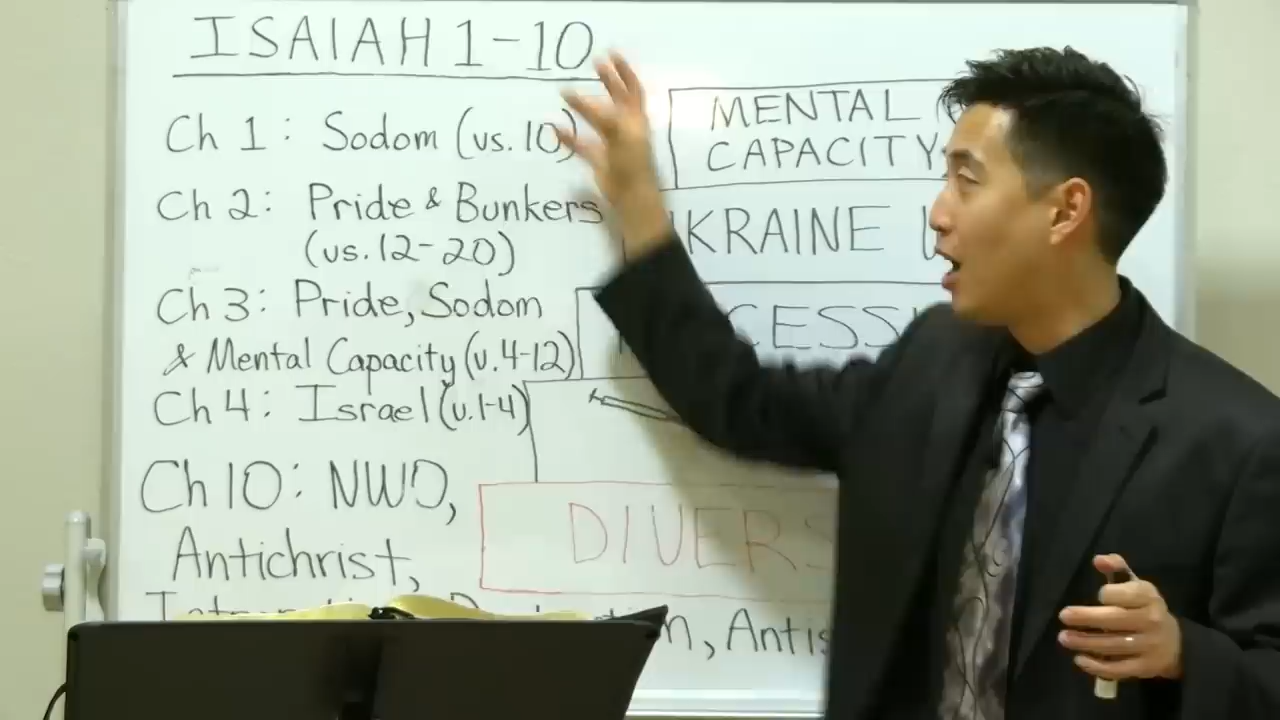 ISAIAH 1-10
Ch 1: Sodom (vs. 10)
Ch 2: Pride & Bunkers
(vs. 12-20)
Ch 3: Pride, Sodom
& Mental Capacity (v. 4-12)
Ch 4: Israel (v. 1-4)
Ch 10: NWO,
Antichrist,
MENTAL
CAPACITY
KRAINE
CESS
DIVERS
n, Antis